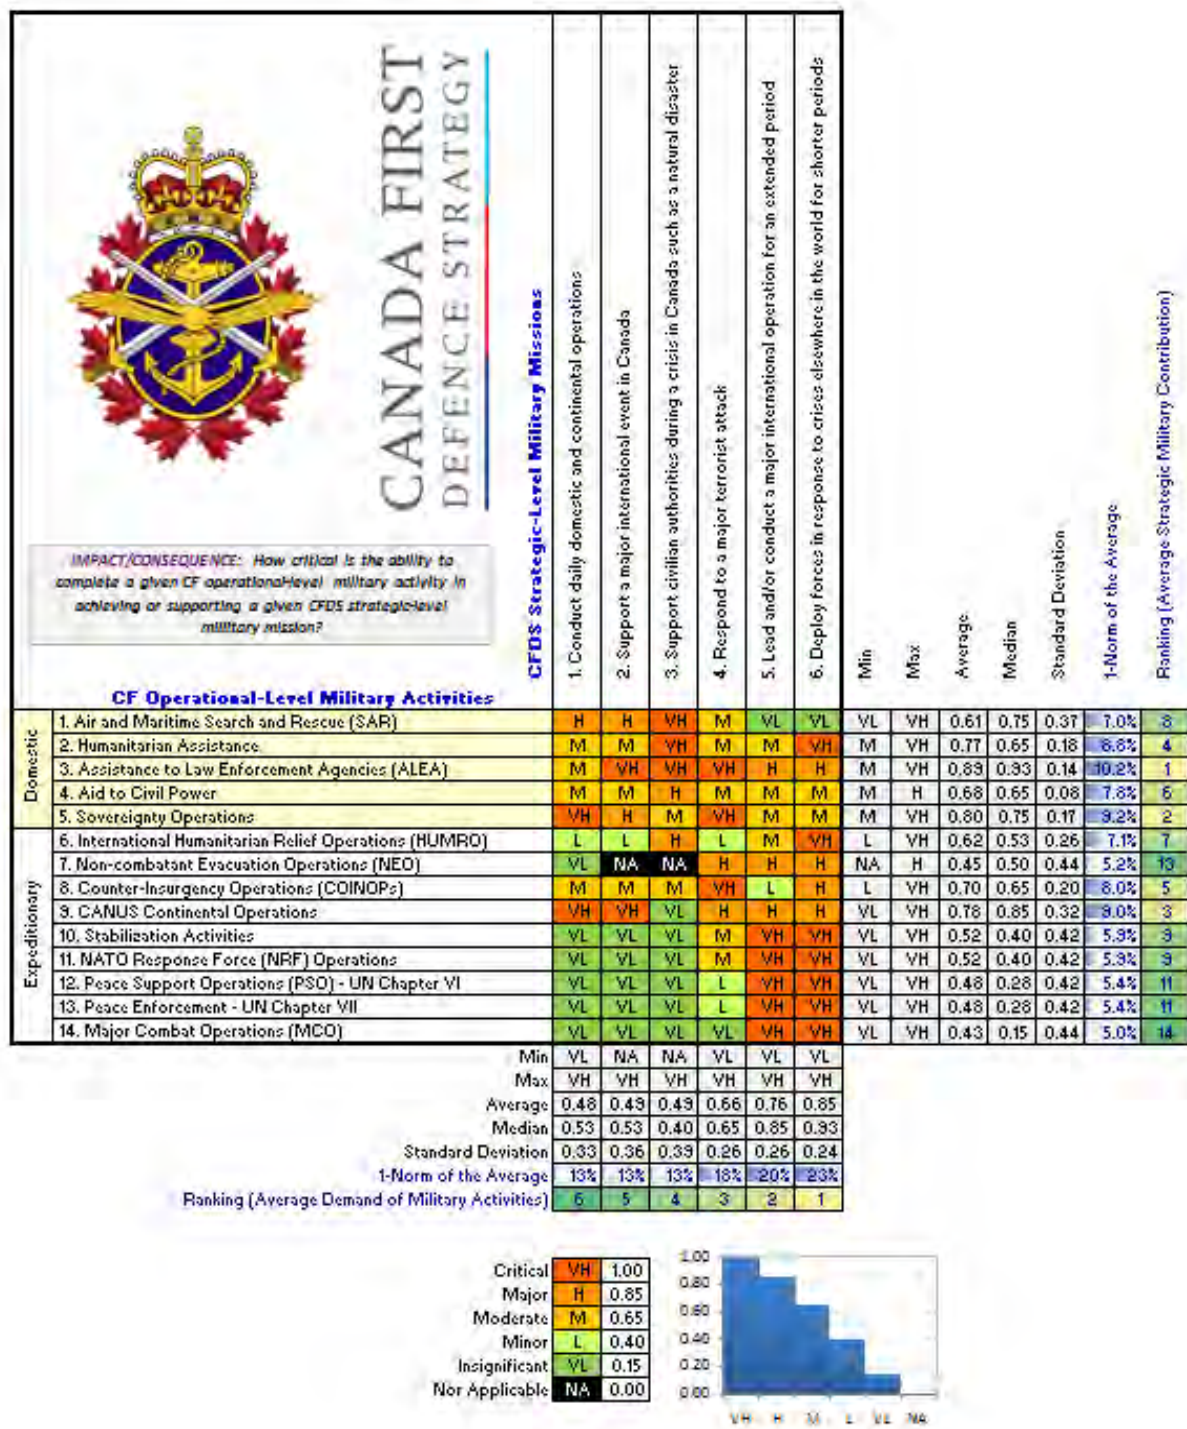 CANADA FIRST
DEFENCE STRATEGY
IMPACT/CONSEQUENCE: How critical is the ability to
complete a given CF operational-level military activity in
achieving or supporting a given CFDS strategic-level
military mission?
CFDS Strategic-Level Military Missions
1. Conduct daily domestic and continental operations
2. Support a major international event in Canada
3. Support civilian authorities during a crisis in Canada such as a natural disaster
4. Respond to a major terrorist attack
5. Lead and/or conduct a major international operation for an extended period
6. Deploy forces in response to crises elsewhere in the world for shorter periods
Min
Max
Average
Median
Standard Deviation
1-Norm of the Average
Ranking (Average Strategic Military Contribution)
CF Operational-Level Military Activities
Domestic
1. Air and Maritime Search and Rescue (SAR) H H VH M VL VL VL VH 0.61 0.75 0.37 7.0% 8
2. Humanitarian Assistance M M VH M M VH M VH 0.77 0.65 0.18 8.8% 4
3. Assistance to Law Enforcement Agencies (ALEA) M VH VH VH H H M VH 0.89 0.93 0.14 10.2% 1
4. Aid to Civil Power M M H M M M M H 0.68 0.65 0.08 7.8% 6
5. Sovereignty Operations VH H M VH M M M VH 0.80 0.75 0.17 9.2% 2
Expeditionary
6. International Humanitarian Relief Operations (HUMRO) L L H L M VH L VH 0.62 0.53 0.26 7.1% 7
7. Non-combatant Evacuation Operations (NEO) VL NA NA H H H NA H 0.45 0.50 0.44 5.2% 13
8. Counter-Insurgency Operations (COINOPs) M M M VH L H L VH 0.70 0.65 0.20 8.0% 5
9. CANUS Continental Operations VH VH VL H H H VL VH 0.78 0.85 0.32 9.0% 3
10. Stabilization Activities VL VL VL M VH VH VL VH 0.52 0.40 0.42 5.9% 9
11. NATO Response Force (NRF) Operations VL VL VL M VH VH VL VH 0.52 0.40 0.42 5.9% 9
12. Peace Support Operations (PSO) - UN Chapter VI VL VL VL L VH VH VL VH 0.48 0.28 0.42 5.4% 11
13. Peace Enforcement - UN Chapter VII VL VL VL L VH VH VL VH 0.48 0.28 0.42 5.4% 11
14. Major Combat Operations (MCO) VL VL VL VL VH VH VL VH 0.43 0.15 0.44 5.0% 14
Min VL NA NA VL VL VL
Max VH VH VH VH VH VH
Average 0.48 0.49 0.49 0.66 0.76 0.85
Median 0.53 0.53 0.40 0.65 0.85 0.93
Standard Deviation 0.33 0.36 0.39 0.26 0.26 0.24
1-Norm of the Average 13% 13% 13% 18% 20% 23%
Ranking (Average Demand of Military Activities) 6 5 4 3 2 1
Critical VH 1.00
Major H 0.85
Moderate M 0.65
Minor L 0.40
Insignificant VL 0.15
Nor Applicable NA 0.00
1.00
0.80
0.60
0.40
0.20
0.00
VH H M L VL NA